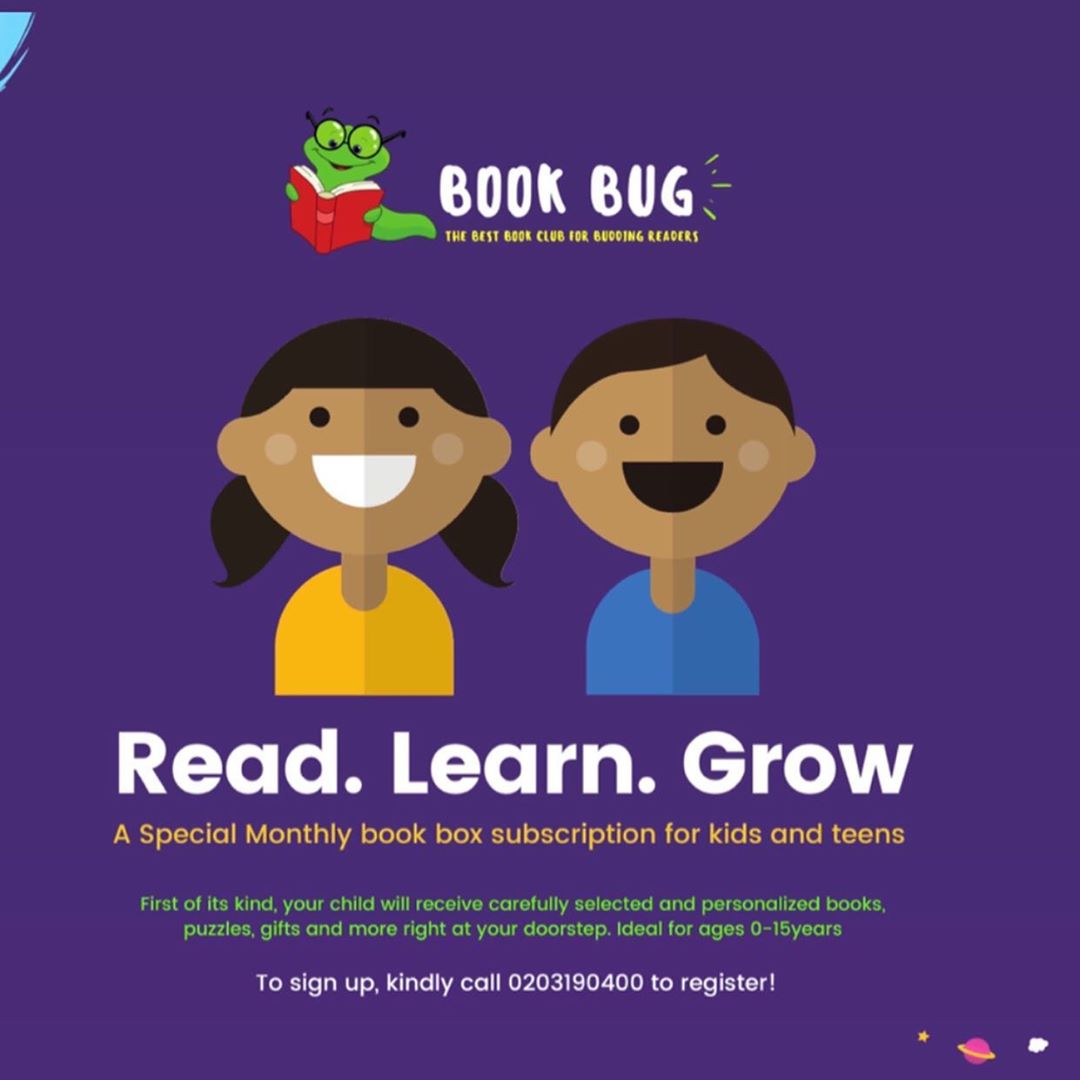 BOOK BUG
THE BEST BOOK CLUB FOR BUDDING READERS
Read. Learn. Grow
A Special Monthly book box subscription for kids and teens
First of its kind, your child will receive carefully selected and personalized books,
puzzles, gifts and more right at your doorstep. Ideal for ages 0-15years
To sign up, kindly call 0203190400 to register!